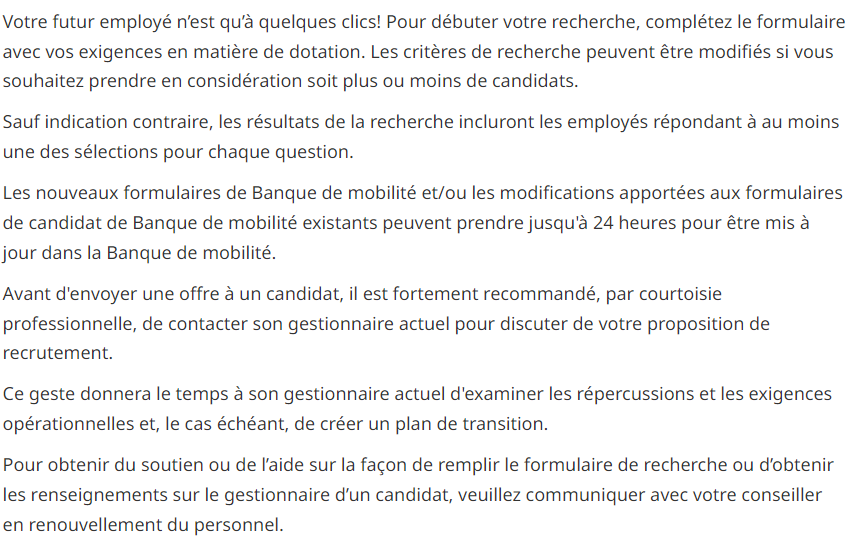 Votre futur employé n’est qu’à quelques clics! Pour débuter votre recherche, complétez le formulaire
avec vos exigences en matière de dotation. Les critères de recherche peuvent être modifiés si vous
souhaitez prendre en considération soit plus ou moins de candidats.
Sauf indication contraire, les résultats de la recherche incluront les employés répondant à au moins
une des sélections pour chaque question.
Les nouveaux formulaires de Banque de mobilité et/ou les modifications apportées aux formulaires
de candidat de Banque de mobilité existants peuvent prendre jusqu'à 24 heures pour être mis à
jour dans la Banque de mobilité.
Avant d'envoyer une offre à un candidat, il est fortement recommandé, par courtoisie
professionnelle, de contacter son gestionnaire actuel pour discuter de votre proposition de
recrutement.
Ce geste donnera le temps à son gestionnaire actuel d'examiner les répercussions et les exigences
opérationnelles et, le cas échéant, de créer un plan de transition.
Pour obtenir du soutien ou de l’aide sur la façon de remplir le formulaire de recherche ou d’obtenir
les renseignements sur le gestionnaire d’un candidat, veuillez communiquer avec votre conseiller
en renouvellement du personnel.